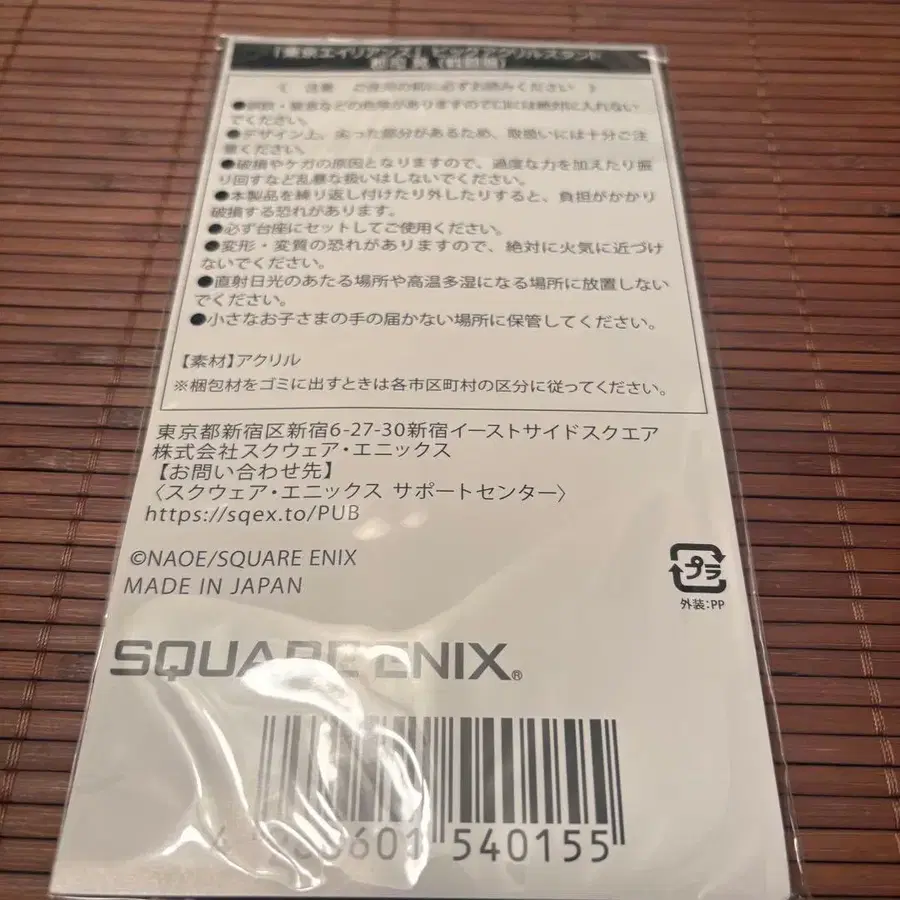 『東京エイリアンズ』ビッグアクリルスタンド
《 注意 ご使用の前に必ずお読みください 》
●誤飲・窒息などの危険がありますので口には絶対に入れない
でください。
●デザイン上、尖った部分があるため、取扱いには十分ご注
意ください。
●破損やケガの原因となりますので、過度な力を加えたり振
り回すなど乱暴な扱いはしないでください。
●本製品を繰り返し付けたり外したりすると、負担がかかり
破損する恐れがあります。
●必ず台座にセットしてご使用ください。
●変形・変質の恐れがありますので、絶対に火気に近づけ
ないでください。
●直射日光のあたる場所や高温多湿になる場所に放置しない
でください。
●小さなお子さまの手の届かない場所に保管してください。
【素材】アクリル
※梱包材をゴミに出すときは各市区町村の区分に従ってください。
東京都新宿区新宿6-27-30新宿イーストサイドスクエア
株式会社スクウェア・エニックス
【お問い合わせ先】
〈スクウェア・エニックス サポートセンター〉
https://sqex.to/PUB
©NAOE/SQUARE ENIX
MADE IN JAPAN
プラ
外装:PP
SQUARE ENIX®
540155